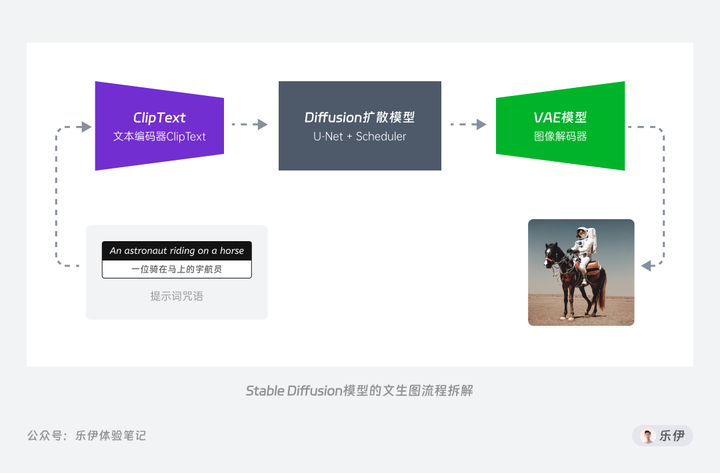 ClipText
文本编码器ClipText
Diffusion扩散模型
U-Net + Scheduler
VAE模型
图像解码器
An astronaut riding on a horse
一位骑在马上的宇航员
提示词咒语
Stable Diffusion模型的文生图流程拆解
公众号：乐伊体验笔记
乐伊